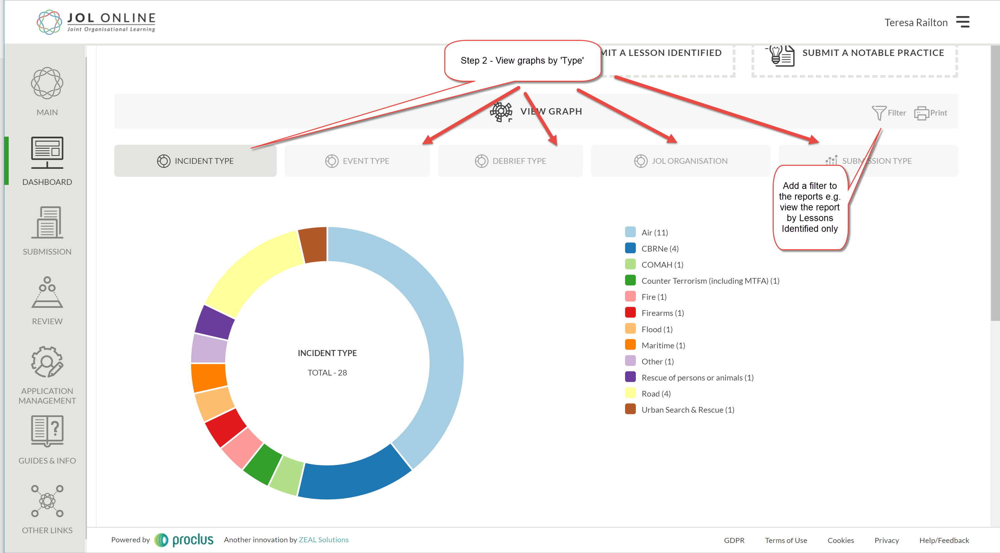 JOL ONLINE
Joint Organisational Learning
Teresa Railton
Step 2 - View graphs by 'Type'
MIT A LESSON IDENTIFIED
SUBMIT A NOTABLE PRACTICE
MAIN
DASHBOARD
SUBMISSION
REVIEW
APPLICATION
MANAGEMENT
GUIDES & INFO
OTHER LINKS
VIEW GRAPH
Filter
Print
INCIDENT TYPE
EVENT TYPE
DEBRIEF TYPE
JOL ORGANISATION
SUBMISSION TYPE
Add a filter to
the reports e.g.
view the report
by Lessons
Identified only
INCIDENT TYPE
TOTAL - 28
Air (11)
CBRNe (4)
COMAH (1)
Counter Terrorism (including MTFA) (1)
Fire (1)
Firearms (1)
Flood (1)
Maritime (1)
Other (1)
Rescue of persons or animals (1)
Road (4)
Urban Search & Rescue (1)
Powered by proclus Another innovation by ZEAL Solutions
GDPR Terms of Use Cookies Privacy Help/Feedback